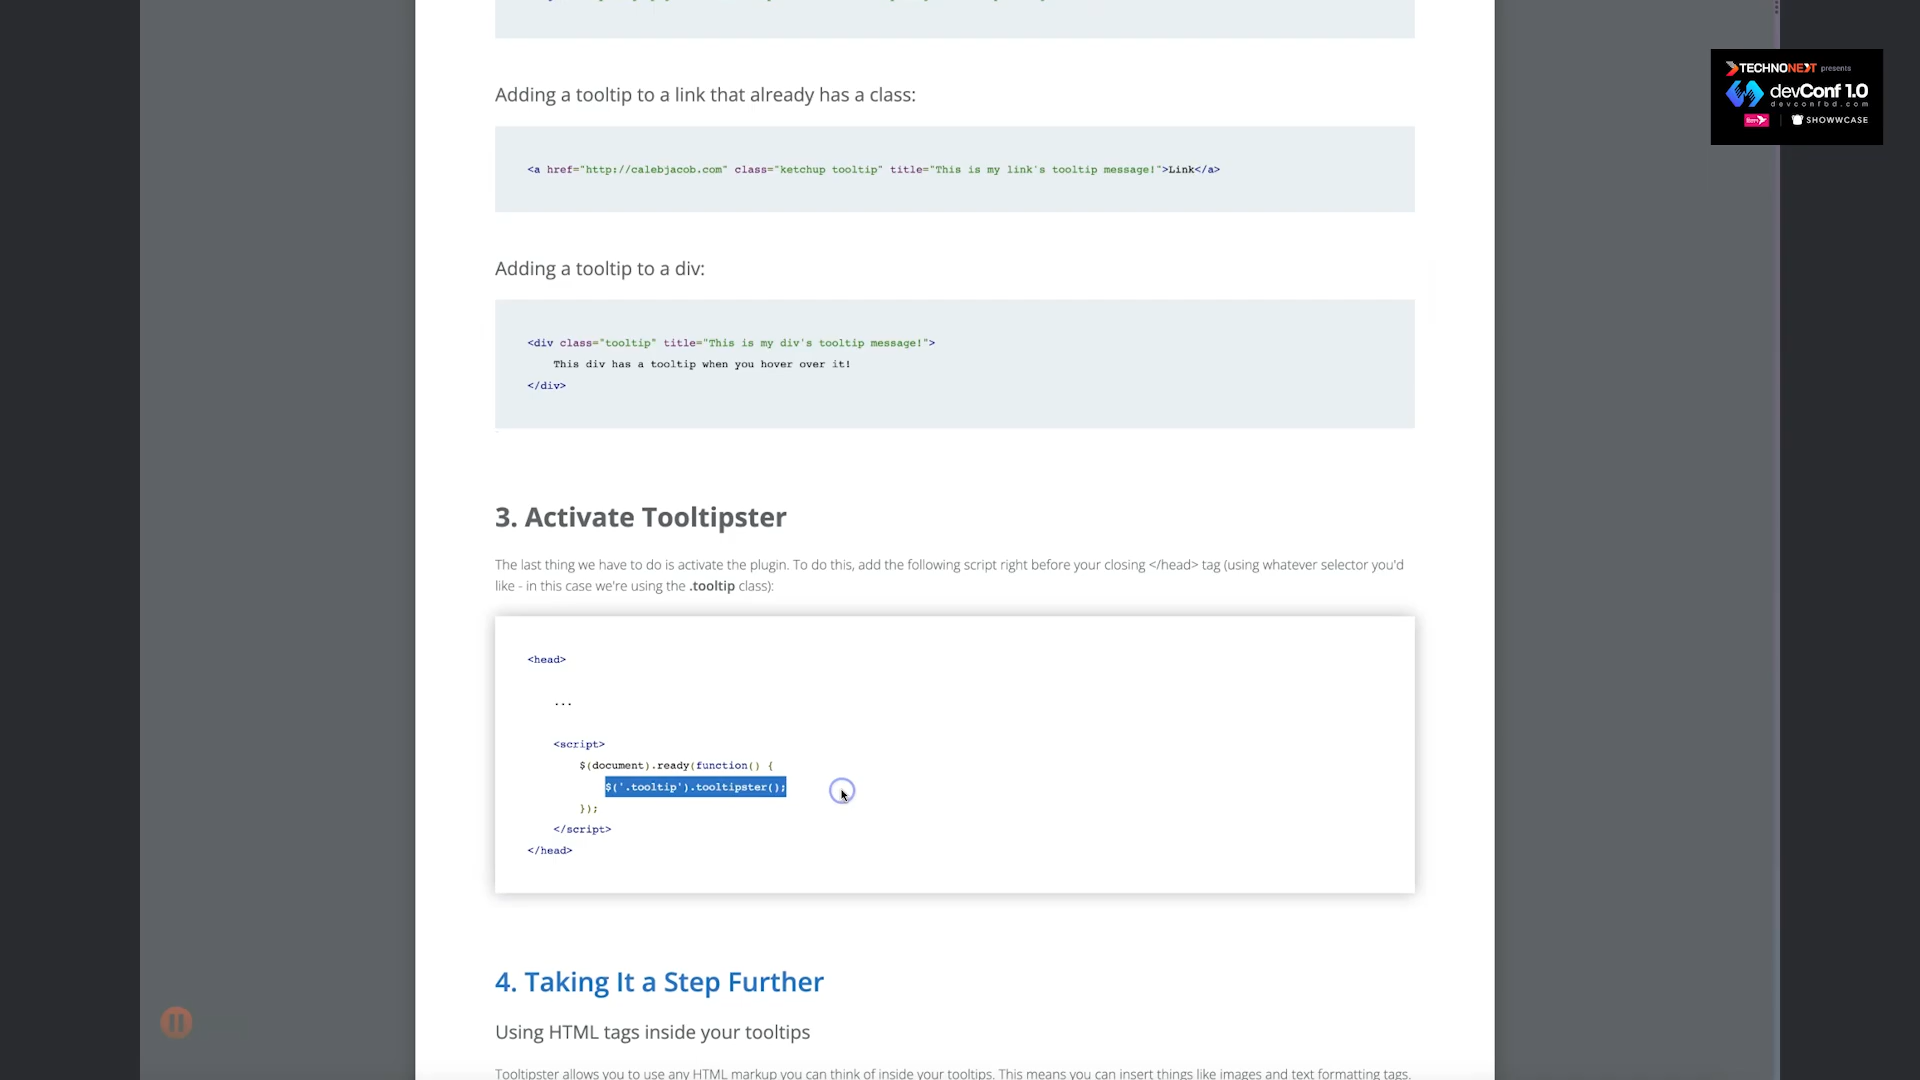 TECHNONEXT presents
devConf 1.0
devconfbd.com
SHOWWCASE
Adding a tooltip to a link that already has a class:
<a href="http://calebjacob.com" class="ketchup tooltip" title="This is my link's tooltip message!">Link</a>
Adding a tooltip to a div:
<div class="tooltip" title="This is my div's tooltip message!">
This div has a tooltip when you hover over it!
</div>
3. Activate Tooltipster
The last thing we have to do is activate the plugin. To do this, add the following script right before your closing </head> tag (using whatever selector you'd
like - in this case we're using the .tooltip class):
<head>
...
<script>
$(document).ready(function() {
$('.tooltip').tooltipster();
});
</script>
</head>
4. Taking It a Step Further
Using HTML tags inside your tooltips
Tooltipster allows you to use any HTML markup you can think of inside your tooltips. This means you can insert things like images and text formatting tags.